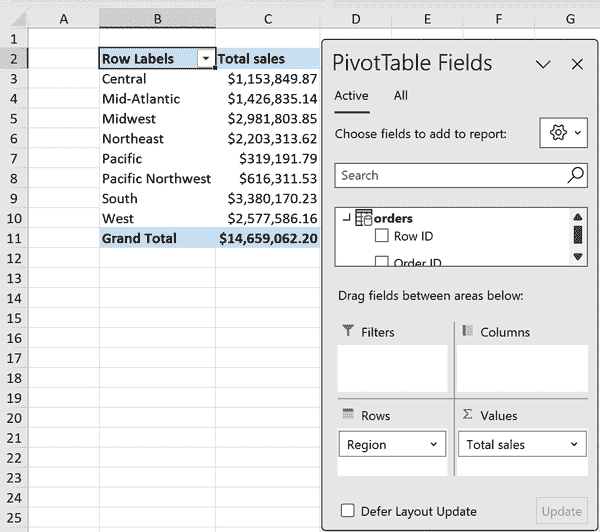 A B C D E F G
1
2 Row Labels Total sales
3 Central $1,153,849.87
4 Mid-Atlantic $1,426,835.14
5 Midwest $2,981,803.85
6 Northeast $2,203,313.62
7 Pacific $319,191.79
8 Pacific Northwest $616,311.53
9 South $3,380,170.23
10 West $2,577,586.16
11 Grand Total $14,659,062.20
12
13
14
15
16
17
18
19
20
21
22
23
24
25
PivotTable Fields
Active All
Choose fields to add to report:
Search
orders
Row ID
Order ID
Drag fields between areas below:
Filters Columns
Rows Σ Values
Region Total sales
Defer Layout Update Update